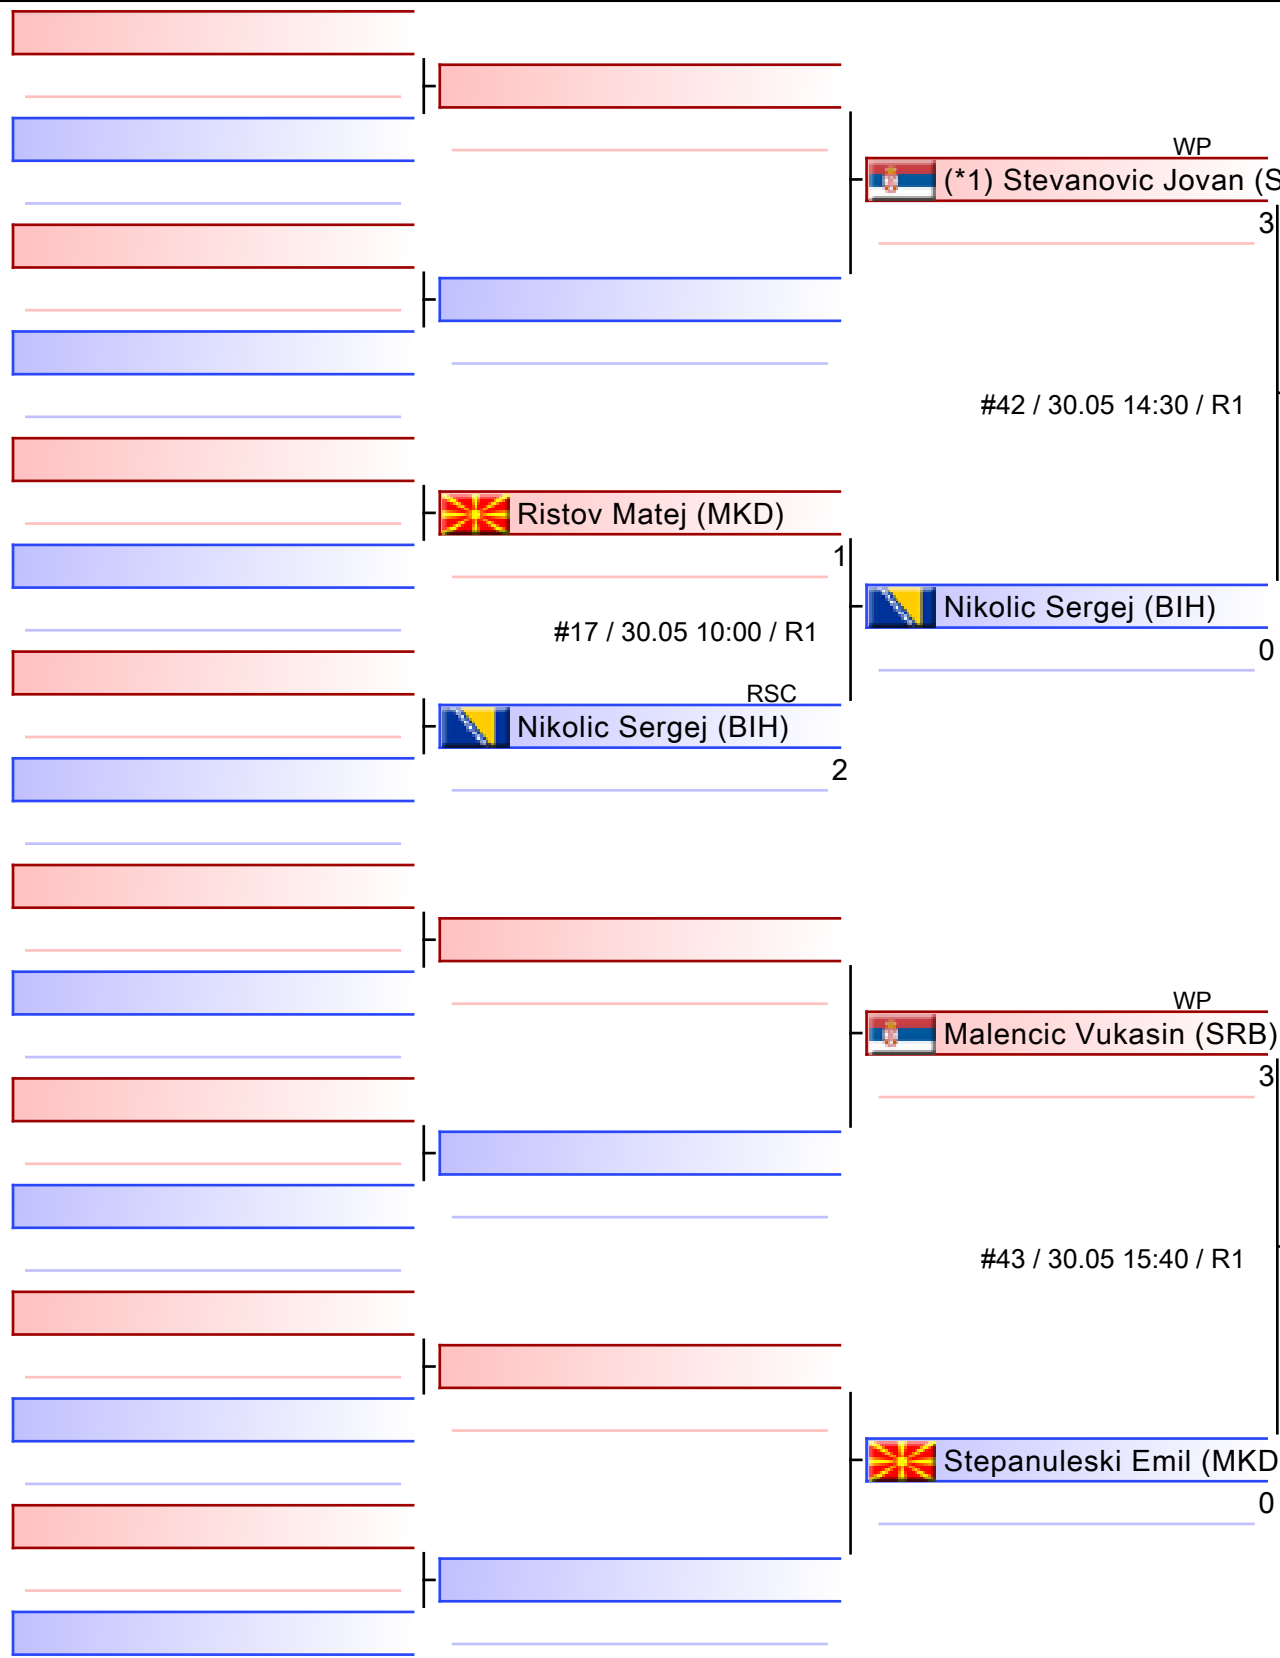 WP
(*1) Stevanovic Jovan (S
3
#42 / 30.05 14:30 / R1
Ristov Matej (MKD)
1
#17 / 30.05 10:00 / R1
Nikolic Sergej (BIH)
0
RSC
Nikolic Sergej (BIH)
2
WP
Malencic Vukasin (SRB)
3
#43 / 30.05 15:40 / R1
Stepanuleski Emil (MKD
0